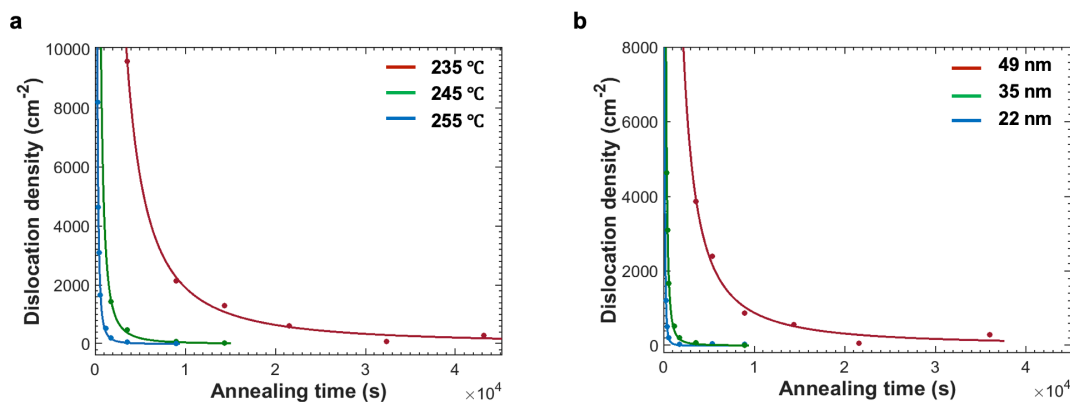 a
10000
8000
6000
4000
2000
0
Dislocation density (cm⁻²)
235 ℃
245 ℃
255 ℃
0 1 2 3 4
Annealing time (s)
×10⁴
b
8000
6000
4000
2000
0
Dislocation density (cm⁻²)
49 nm
35 nm
22 nm
0 1 2 3 4
Annealing time (s)
×10⁴